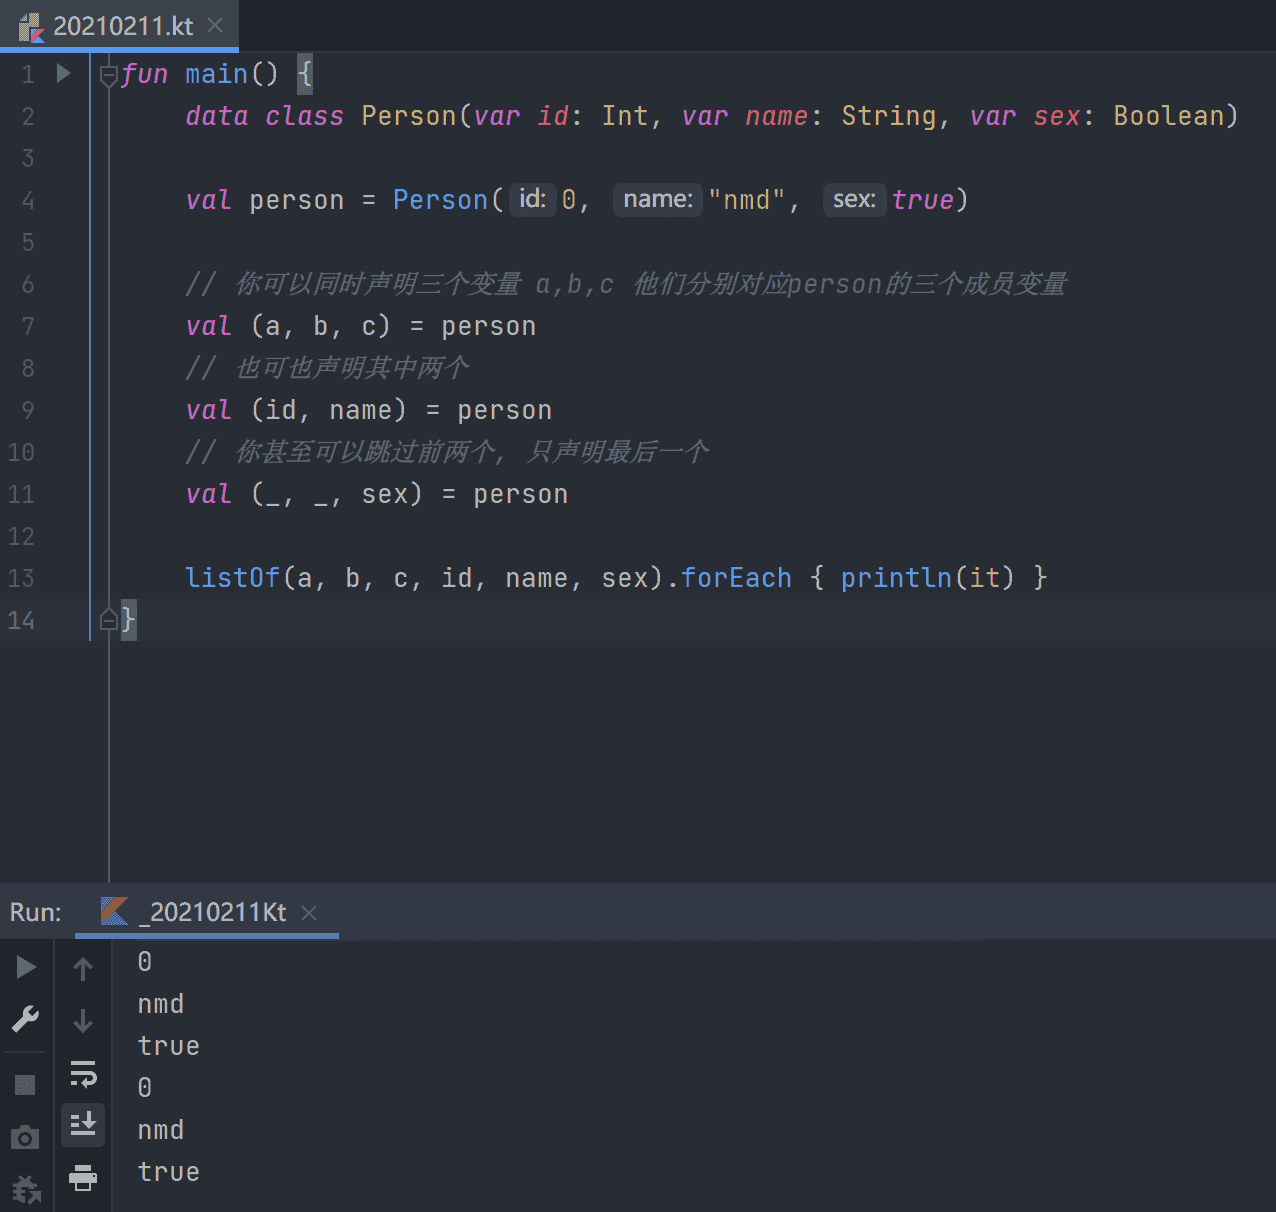 20210211.kt
1 fun main() {
2 data class Person(var id: Int, var name: String, var sex: Boolean)
3
4 val person = Person( id: 0, name: "nmd", sex: true)
5
6 // 你可以同时声明三个变量 a,b,c 他们分别对应person的三个成员变量
7 val (a, b, c) = person
8 // 也可也声明其中两个
9 val (id, name) = person
10 // 你甚至可以跳过前两个, 只声明最后一个
11 val (_, _, sex) = person
12
13 listOf(a, b, c, id, name, sex).forEach { println(it) }
14 }
Run: _20210211Kt
0
nmd
true
0
nmd
true